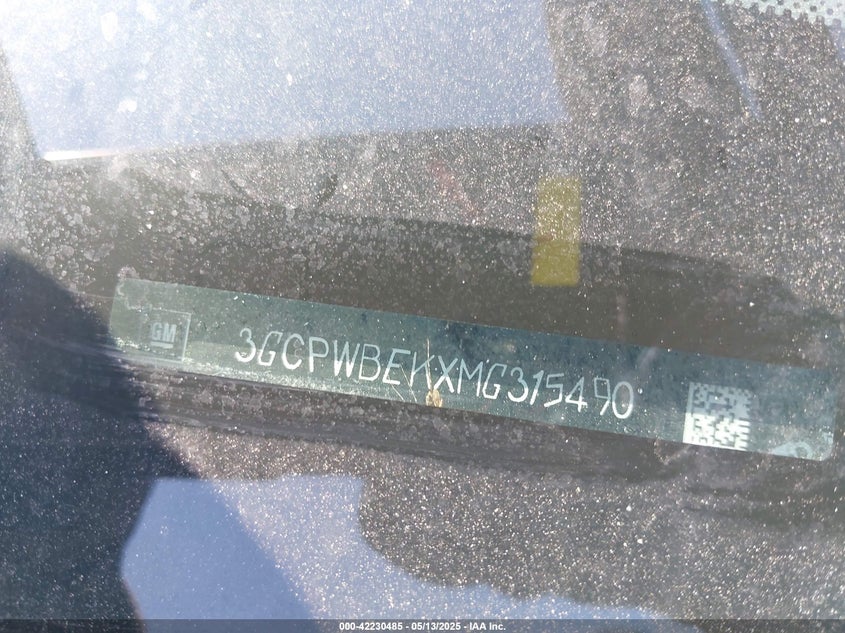 GM
3GCPWBEKXMG315490
000-42230485 - 05/13/2025 - IAA Inc.